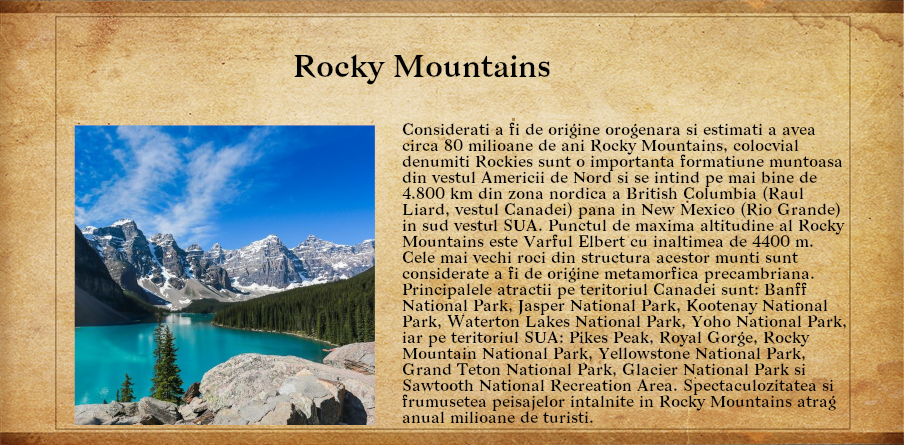 Rocky Mountains
Considerati a fi de origine orogenara si estimati a avea
circa 80 milioane de ani Rocky Mountains, colocvial
denumiti Rockies sunt o importanta formatiune muntoasa
din vestul Americii de Nord si se intind pe mai bine de
4.800 km din zona nordica a British Columbia (Raul
Liard, vestul Canadei) pana in New Mexico (Rio Grande)
in sud vestul SUA. Punctul de maxima altitudine al Rocky
Mountains este Varful Elbert cu inaltimea de 4400 m.
Cele mai vechi roci din structura acestor munti sunt
considerate a fi de origine metamorfica precambriana.
Principalele atractii pe teritoriul Canadei sunt: Banff
National Park, Jasper National Park, Kootenay National
Park, Waterton Lakes National Park, Yoho National Park,
iar pe teritoriul SUA: Pikes Peak, Royal Gorge, Rocky
Mountain National Park, Yellowstone National Park,
Grand Teton National Park, Glacier National Park si
Sawtooth National Recreation Area. Spectaculozitatea si
frumusetea peisajelor intalnite in Rocky Mountains atrag
anual milioane de turisti.